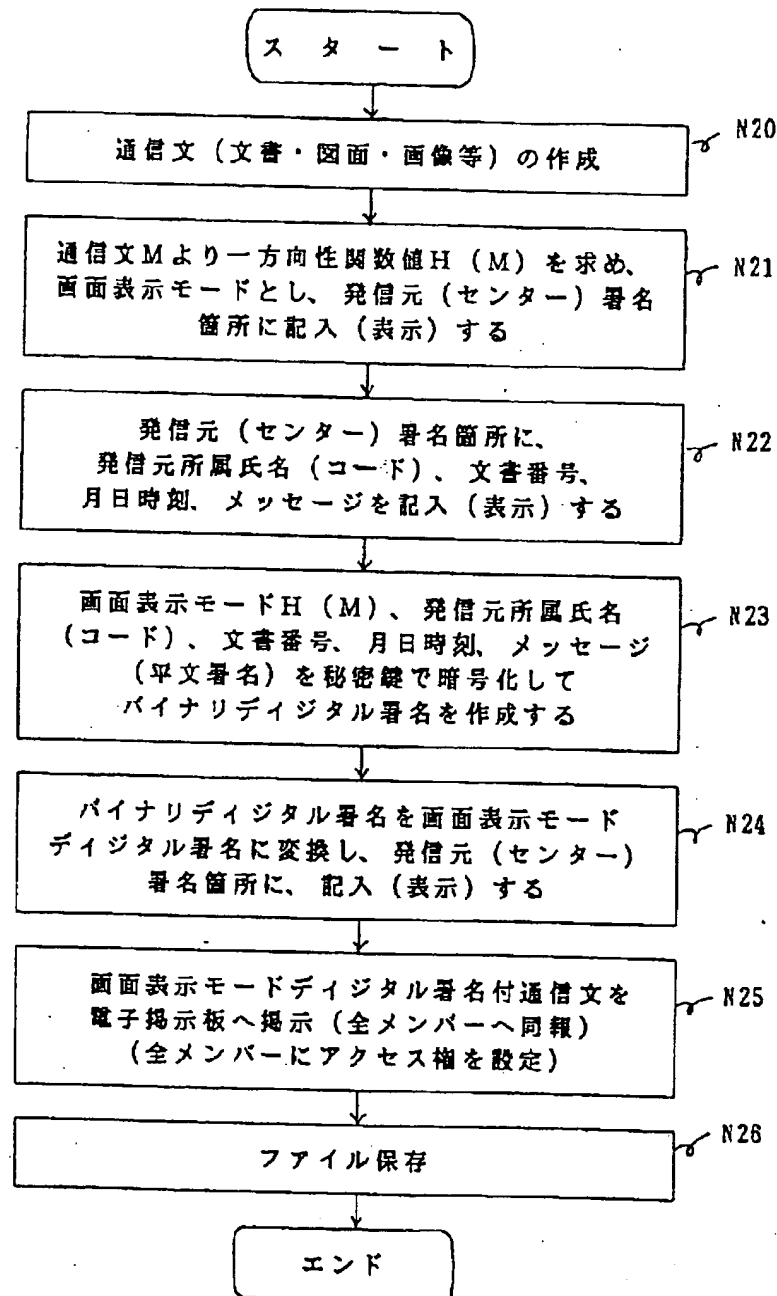 スタート
N20
通信文(文書・図面・画像等)の作成
N21
通信文Mより一方向性関数値H(M)を求め、
画面表示モードとし、発信元(センター)署名
箇所に記入(表示)する
N22
発信元(センター)署名箇所に、
発信元所属氏名(コード)、文書番号、
月日時刻、メッセージを記入(表示)する
N23
画面表示モードH(M)、発信元所属氏名
(コード)、文書番号、月日時刻、メッセージ
(平文署名)を秘密鍵で暗号化して
バイナリディジタル署名を作成する
N24
バイナリディジタル署名を画面表示モード
ディジタル署名に変換し、発信元(センター)
署名箇所に、記入(表示)する
N25
画面表示モードディジタル署名付通信文を
電子掲示板へ掲示(全メンバーへ同報)
(全メンバーにアクセス権を設定)
N26
ファイル保存
エンド